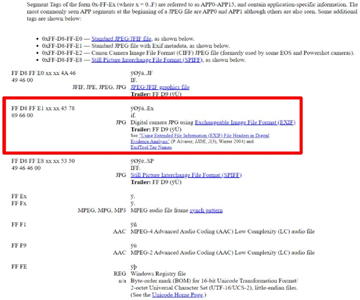 Segment Tags of the form 0x-FF-Ex (where x = 0..F) are referred to as APP0-APP15, and contain application-specific information. The
most commonly seen APP segments at the beginning of a JPEG file are APP0 and APP1 although others are also seen. Some additional
tags are shown below:
• 0xFF-D8-FF-E0 — Standard JPEG/JFIF file, as shown below.
• 0xFF-D8-FF-E1 — Standard JPEG file with Exif metadata, as shown below.
• 0xFF-D8-FF-E2 — Canon Camera Image File Format (CIFF) JPEG file (formerly used by some EOS and Powershot cameras).
• 0xFF-D8-FF-E8 — Still Picture Interchange File Format (SPIFF), as shown below.
FF D8 FF E0 xx xx 4A 46 ÿØÿà..JF
49 46 00 IF.
JFIF, JPE, JPEG, JPG JPEG/JFIF graphics file
Trailer: FF D9 (ÿÙ)
FF D8 FF E1 xx xx 45 78 ÿØÿá..Ex
69 66 00 if.
JPG Digital camera JPG using Exchangeable Image File Format (EXIF)
Trailer: FF D9 (ÿÙ)
See "Using Extended File Information (EXIF) File Headers in Digital
Evidence Analysis" (P. Alvarez, IJDE, 2(3), Winter 2004) and
ExifTool Tag Names
FF D8 FF E8 xx xx 53 50 ÿØÿè..SP
49 46 46 00 IFF.
JPG Still Picture Interchange File Format (SPIFF)
Trailer: FF D9 (ÿÙ)
FF Ex ÿ.
FF Fx ÿ.
MPEG, MPG, MP3 MPEG audio file frame synch pattern
FF F1 ÿñ
AAC MPEG-4 Advanced Audio Coding (AAC) Low Complexity (LC) audio file
FF F9 ÿù
AAC MPEG-2 Advanced Audio Coding (AAC) Low Complexity (LC) audio file
FF FE ÿþ
REG Windows Registry file
n/a Byte-order mark (BOM) for 16-bit Unicode Transformation Format/
2-octet Universal Character Set (UTF-16/UCS-2), little-endian files.
(See the Unicode Home Page.)